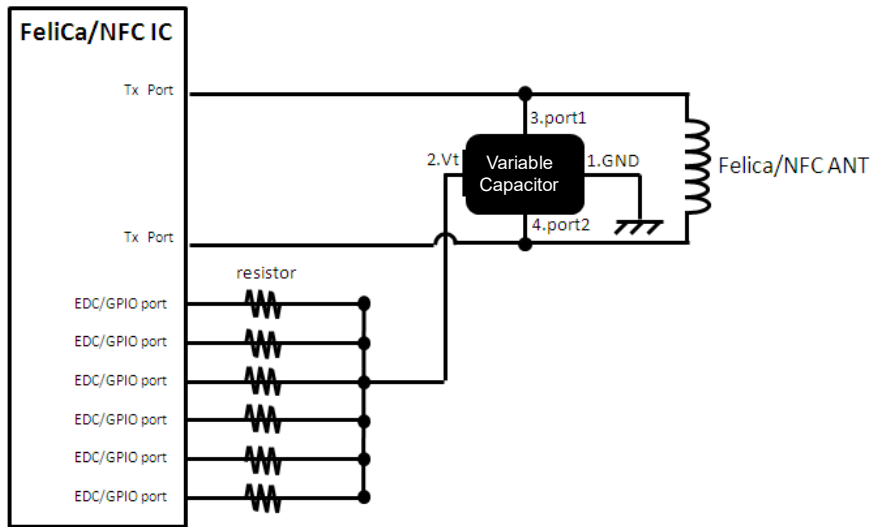 FeliCa/NFC IC
Tx Port
3.port1
2.Vt
Variable
Capacitor
1.GND
Felica/NFC ANT
4.port2
Tx Port
resistor
EDC/GPIO port
EDC/GPIO port
EDC/GPIO port
EDC/GPIO port
EDC/GPIO port
EDC/GPIO port